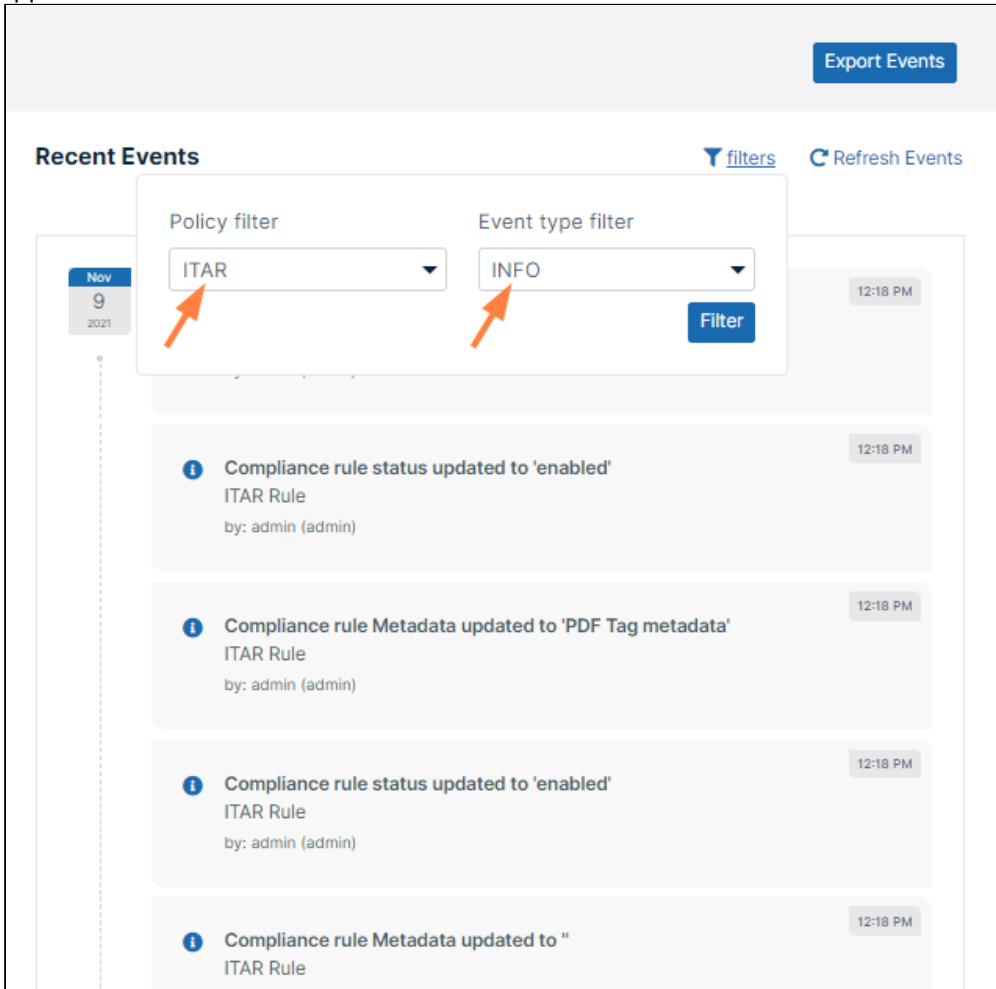 Export Events
Recent Events
filters
Refresh Events
Policy filter
Event type filter
ITAR
INFO
Filter
Nov
9
2021
12:18 PM
12:18 PM
Compliance rule status updated to 'enabled'
ITAR Rule
by: admin (admin)
12:18 PM
Compliance rule Metadata updated to 'PDF Tag metadata'
ITAR Rule
by: admin (admin)
12:18 PM
Compliance rule status updated to 'enabled'
ITAR Rule
by: admin (admin)
12:18 PM
Compliance rule Metadata updated to ''
ITAR Rule